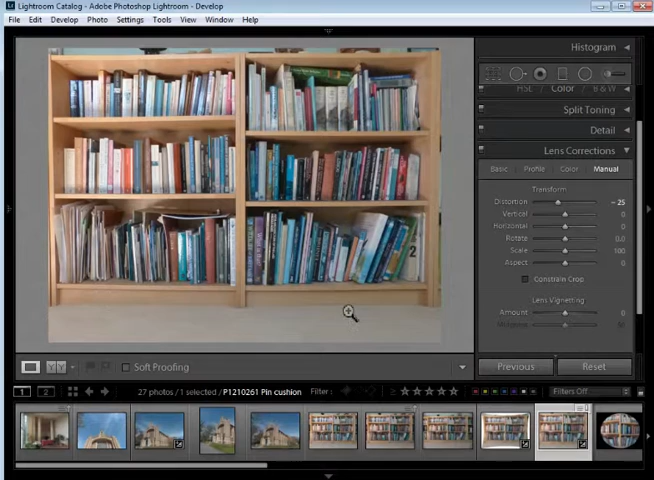 Lightroom Catalog - Adobe Photoshop Lightroom - Develop
File Edit Develop Photo Settings Tools View Window Help
Histogram
HSL / Color / B & W
Split Toning
Detail
Lens Corrections
Basic Profile Color Manual
Transform
Distortion - 25
Vertical 0
Horizontal 0
Rotate 0.0
Scale 100
Aspect 0
Constrain Crop
Lens Vignetting
Amount 0
Midpoint 50
Soft Proofing
Previous Reset
1 2 27 photos / 1 selected / P1210261 Pin cushion Filter : Filters Off